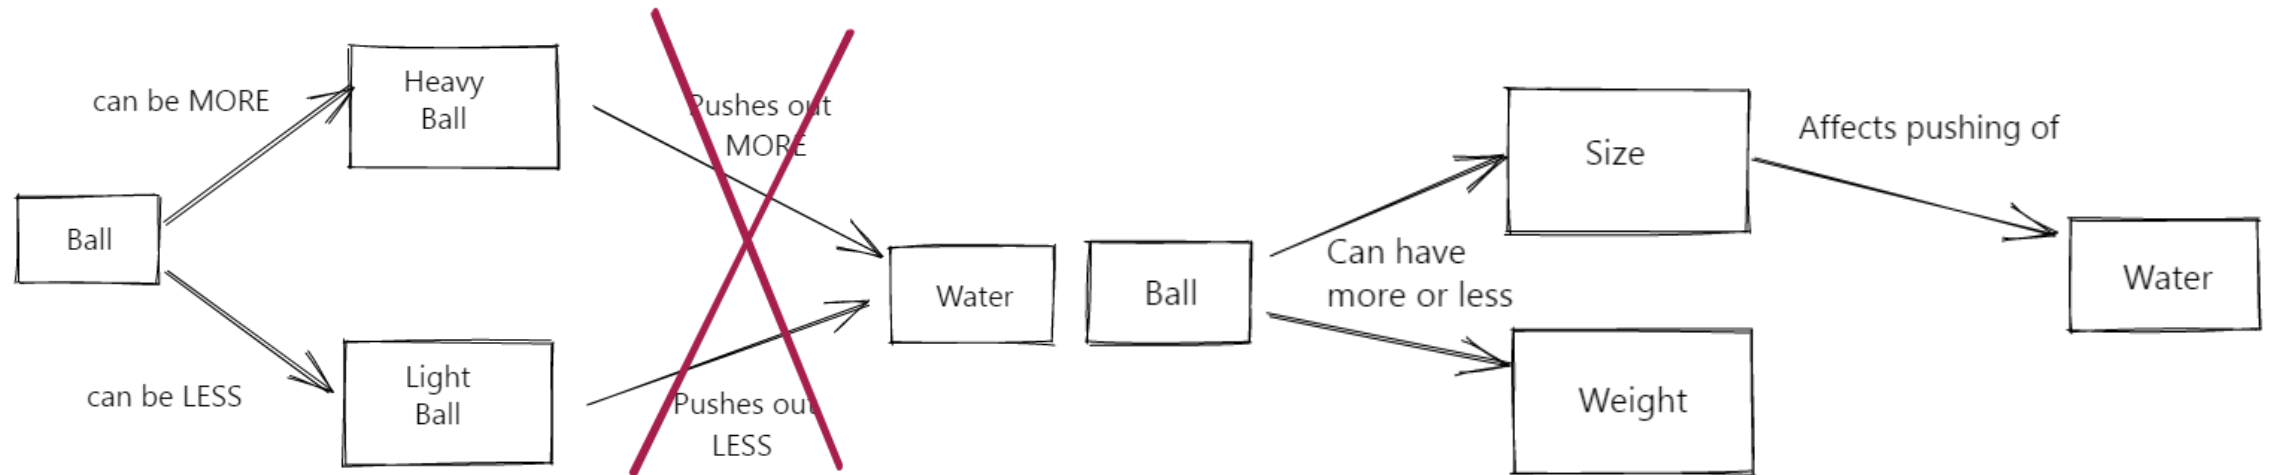 can be MORE
Heavy
Ball
Pushes out
MORE
Ball
Water
can be LESS
Light
Ball
Pushes out
LESS
Ball
Can have
more or less
Size
Affects pushing of
Water
Weight